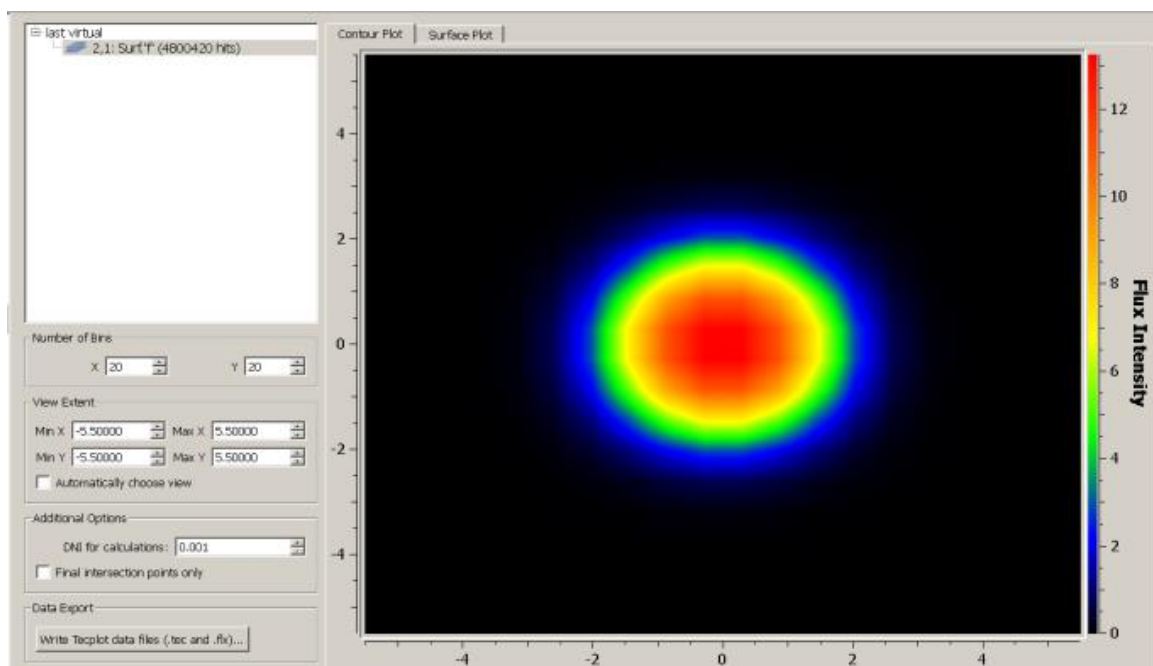 last virtual
2,1: Surf:'f' (4800420 hits)
Number of Bins
X 20 Y 20
View Extent
Min X -5.50000 Max X 5.50000
Min Y -5.50000 Max Y 5.50000
Automatically choose view
Additional Options
DNI for calculations: 0.001
Final intersection points only
Data Export
Write Tecplot data files (.tec and .flx)...
Contour Plot Surface Plot
4
2
0
-2
-4
-4 -2 0 2 4
12
10
8
6
4
2
0
Flux Intensity